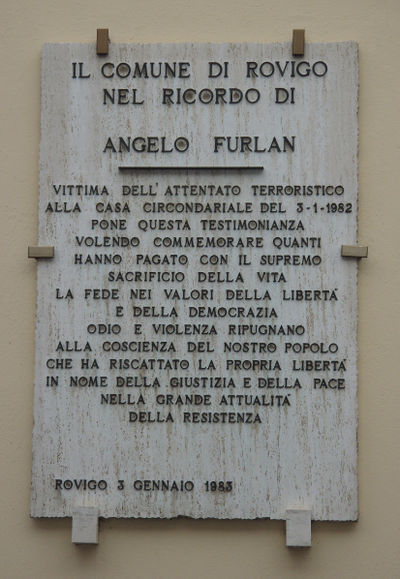 IL COMUNE DI ROVIGO
NEL RICORDO DI
ANGELO FURLAN
VITTIMA DELL'ATTENTATO TERRORISTICO
ALLA CASA CIRCONDARIALE DEL 3-1-1982
PONE QUESTA TESTIMONIANZA
VOLENDO COMMEMORARE QUANTI
HANNO PAGATO CON IL SUPREMO
SACRIFICIO DELLA VITA
LA FEDE NEI VALORI DELLA LIBERTÀ
E DELLA DEMOCRAZIA
ODIO E VIOLENZA RIPUGNANO
ALLA COSCIENZA DEL NOSTRO POPOLO
CHE HA RISCATTATO LA PROPRIA LIBERTÀ
IN NOME DELLA GIUSTIZIA E DELLA PACE
NELLA GRANDE ATTUALITÀ
DELLA RESISTENZA
ROVIGO 3 GENNAIO 1983